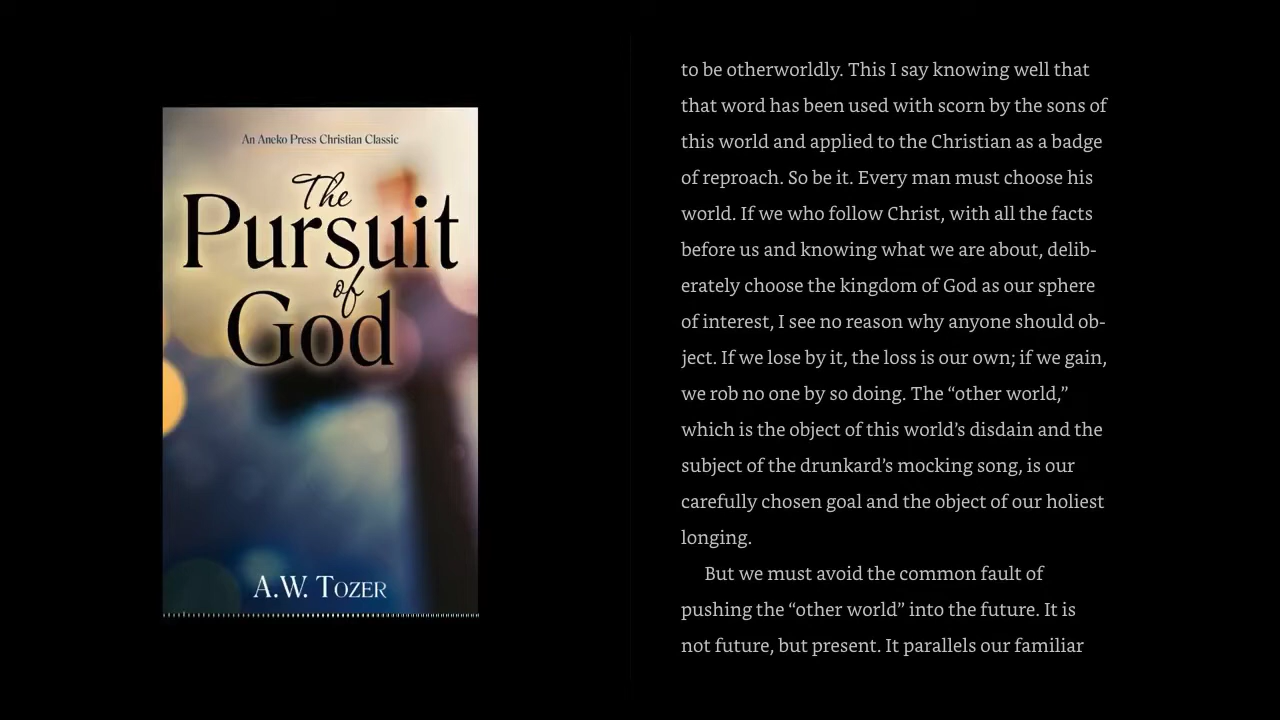 An Aneko Press Christian Classic
The
Pursuit
of
God
A.W. Tozer
to be otherworldly. This I say knowing well that
that word has been used with scorn by the sons of
this world and applied to the Christian as a badge
of reproach. So be it. Every man must choose his
world. If we who follow Christ, with all the facts
before us and knowing what we are about, delib-
erately choose the kingdom of God as our sphere
of interest, I see no reason why anyone should ob-
ject. If we lose by it, the loss is our own; if we gain,
we rob no one by so doing. The “other world,”
which is the object of this world’s disdain and the
subject of the drunkard’s mocking song, is our
carefully chosen goal and the object of our holiest
longing.
But we must avoid the common fault of
pushing the “other world” into the future. It is
not future, but present. It parallels our familiar